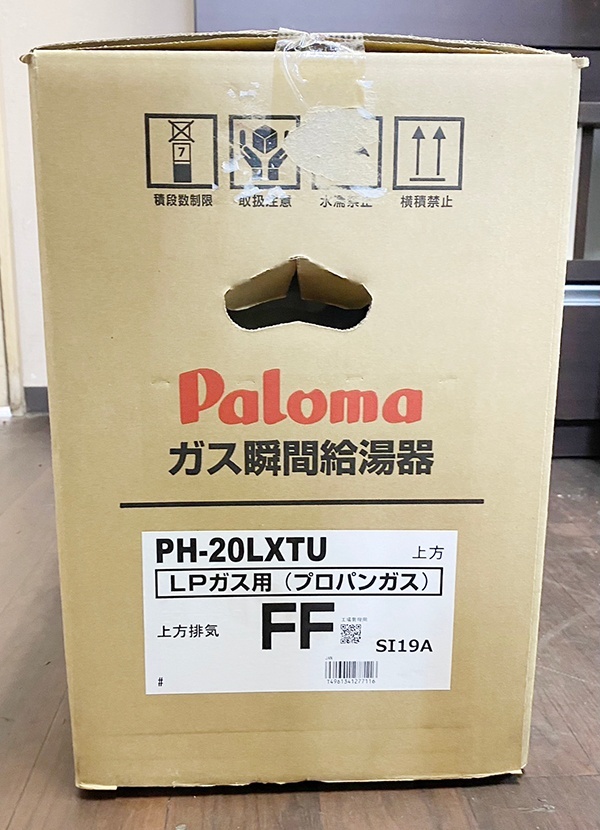 7
積段数制限 取扱注意 水濡禁止 横積禁止
Paloma
ガス瞬間給湯器
PH-20LXTU 上方
LPガス用(プロパンガス)
上方排気 FF SI19A
JAN
#